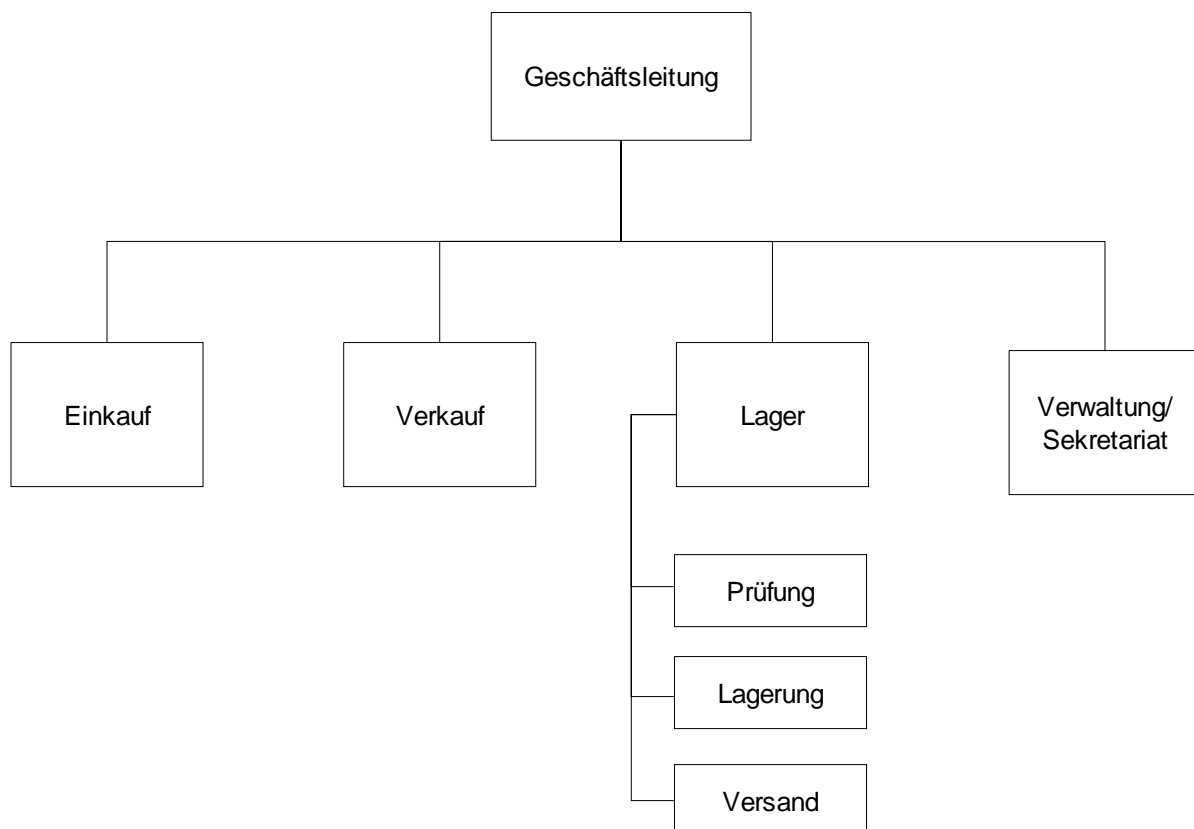 Geschäftsleitung
Einkauf
Verkauf
Lager
Verwaltung/
Sekretariat
Prüfung
Lagerung
Versand